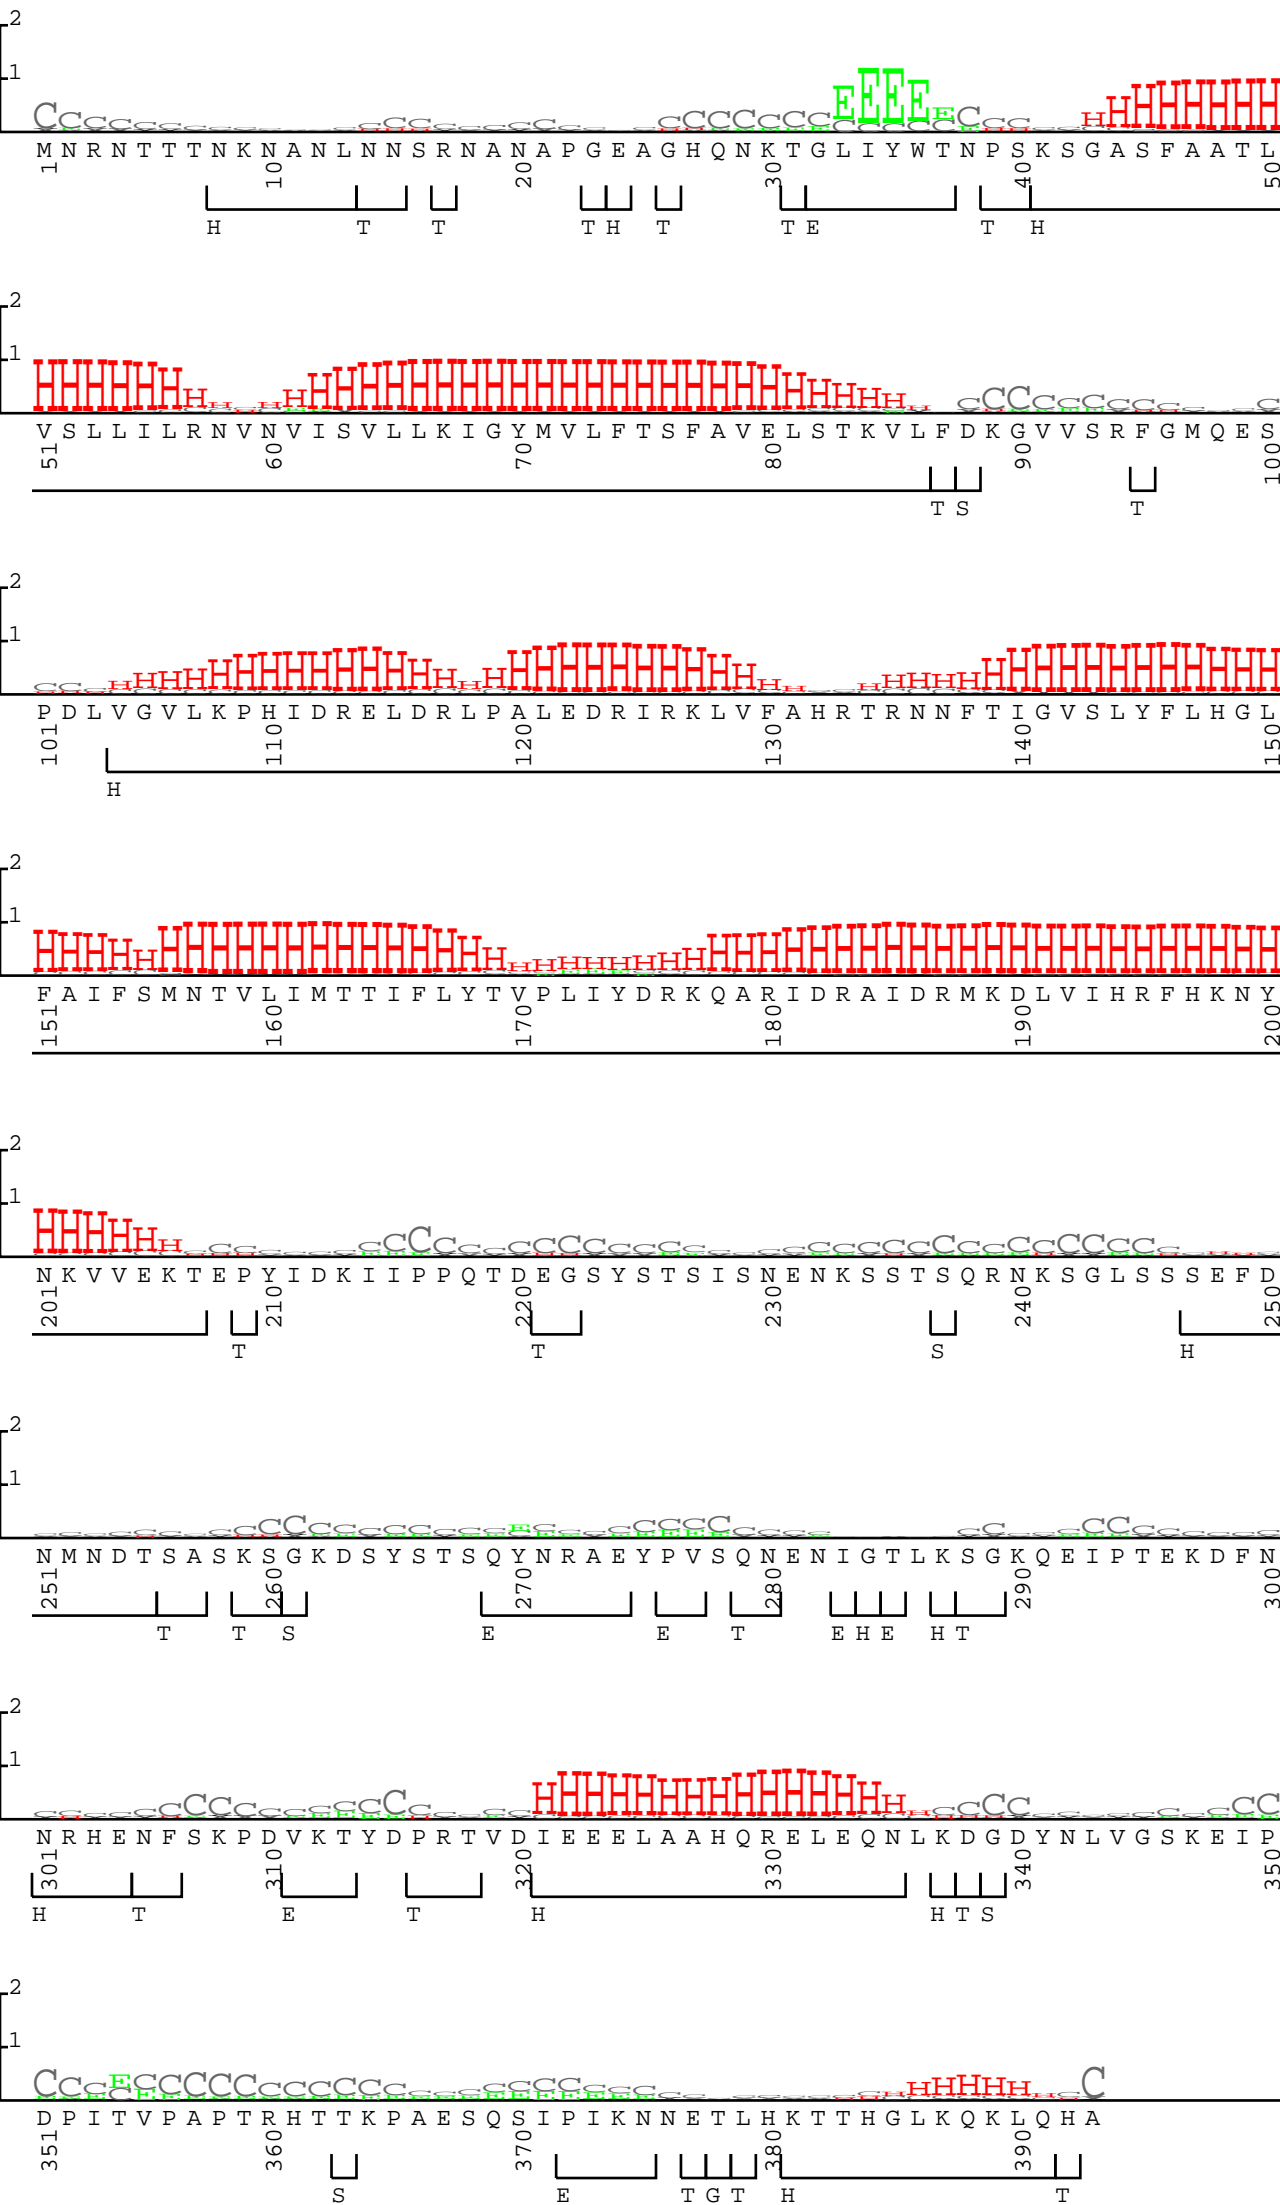 2
1
M N R N T T T N K N A N L N N S R N A N A P G E A G H Q N K T G L I Y W T N P S K S G A S F A A T L
1 10 20 30 40 50
H T T T H T T E T H
2
1
V S L L I L R N V N V I S V L L K I G Y M V L F T S F A V E L S T K V L F D K G V V S R F G M Q E S
51 60 70 80 90 100
T S T
2
1
P D L V G V L K P H I D R E L D R L P A L E D R I R K L V F A H R T R N N F T I G V S L Y F L H G L
101 110 120 130 140 150
H
2
1
F A I F S M N T V L I M T T I F L Y T V P L I Y D R K Q A R I D R A I D R M K D L V I H R F H K N Y
151 160 170 180 190 200
2
1
N K V V E K T E P Y I D K I I P P Q T D E G S Y S T S I S N E N K S S T S Q R N K S G L S S S E F D
201 210 220 230 240 250
T T S H
2
1
N M N D T S A S K S G K D S Y S T S Q Y N R A E Y P V S Q N E N I G T L K S G K Q E I P T E K D F N
251 260 270 280 290 300
T T S E E T E H E H T
2
1
N R H E N F S K P D V K T Y D P R T V D I E E E L A A H Q R E L E Q N L K D G D Y N L V G S K E I P
301 310 320 330 340 350
H T E T H H T S
2
1
D P I T V P A P T R H T T K P A E S Q S I P I K N N E T L H K T T H G L K Q K L Q H A
351 360 370 380 390
S E T G T H T